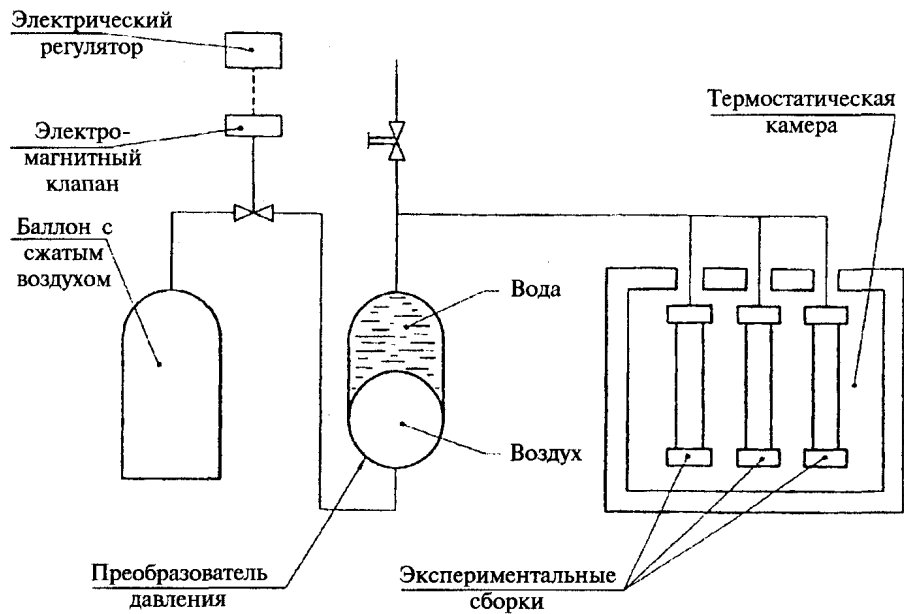 Электрический
регулятор
Электро-
магнитный
клапан
Баллон с
сжатым
воздухом
Термостатическая
камера
Вода
Воздух
Преобразователь
давления
Экспериментальные
сборки